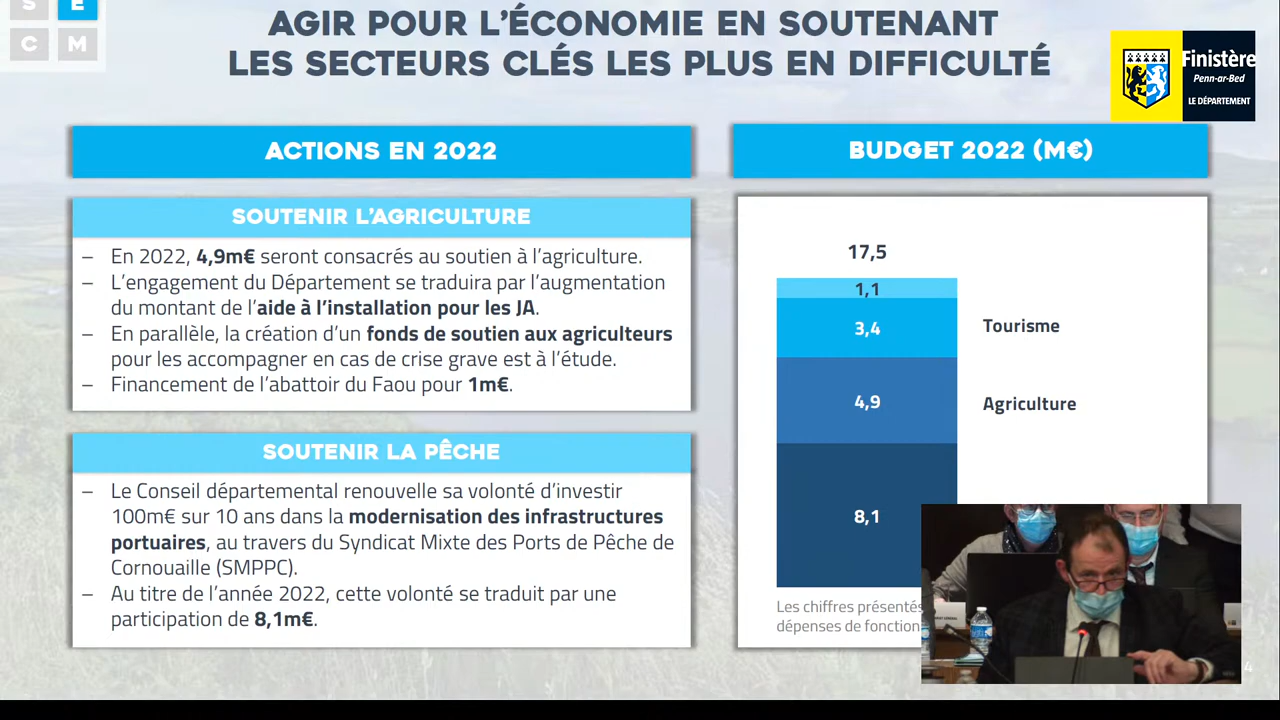 S E
C M
AGIR POUR L'ÉCONOMIE EN SOUTENANT
LES SECTEURS CLÉS LES PLUS EN DIFFICULTÉ
Finistère
Penn-ar-Bed
LE DÉPARTEMENT
ACTIONS EN 2022
SOUTENIR L'AGRICULTURE
– En 2022, 4,9m€ seront consacrés au soutien à l'agriculture.
– L'engagement du Département se traduira par l'augmentation
du montant de l'aide à l'installation pour les JA.
– En parallèle, la création d'un fonds de soutien aux agriculteurs
pour les accompagner en cas de crise grave est à l'étude.
– Financement de l'abattoir du Faou pour 1m€.
SOUTENIR LA PÊCHE
– Le Conseil départemental renouvelle sa volonté d'investir
100m€ sur 10 ans dans la modernisation des infrastructures
portuaires, au travers du Syndicat Mixte des Ports de Pêche de
Cornouaille (SMPPC).
– Au titre de l'année 2022, cette volonté se traduit par une
participation de 8,1m€.
BUDGET 2022 (M€)
17,5
1,1
3,4
Tourisme
4,9
Agriculture
8,1
Les chiffres présentés
dépenses de fonction
4